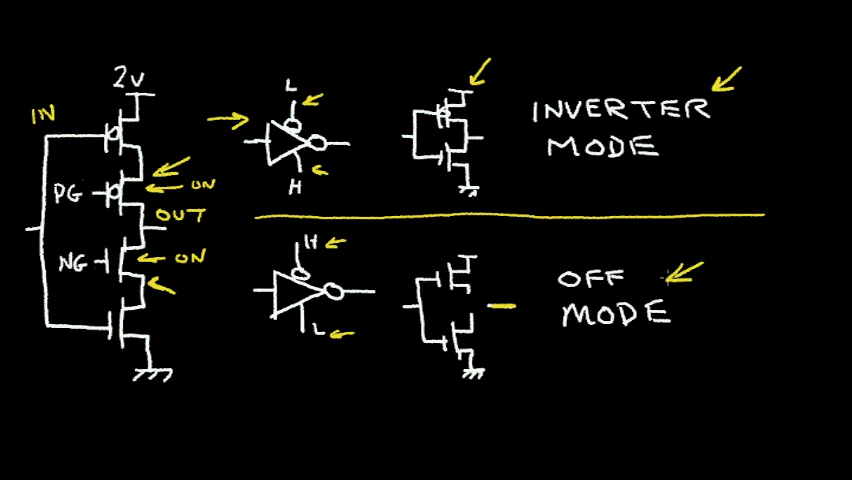 2V
IN
PG
ON
OUT
NG
ON
L
H
INVERTER
MODE
H
L
OFF
MODE